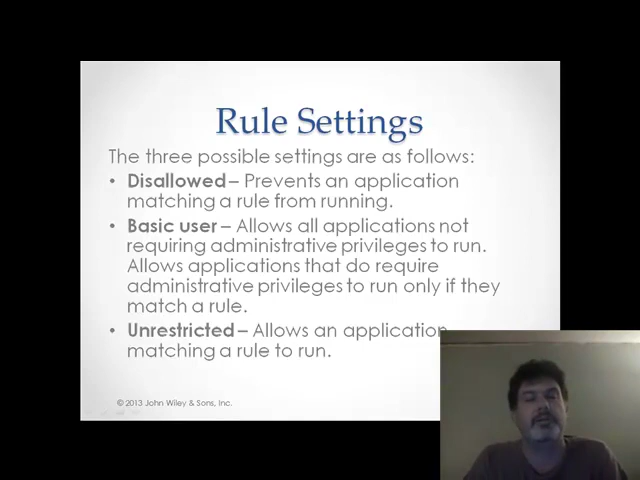 Rule Settings
The three possible settings are as follows:
• Disallowed – Prevents an application
matching a rule from running.
• Basic user – Allows all applications not
requiring administrative privileges to run.
Allows applications that do require
administrative privileges to run only if they
match a rule.
• Unrestricted – Allows an application
matching a rule to run.
© 2013 John Wiley & Sons, Inc.